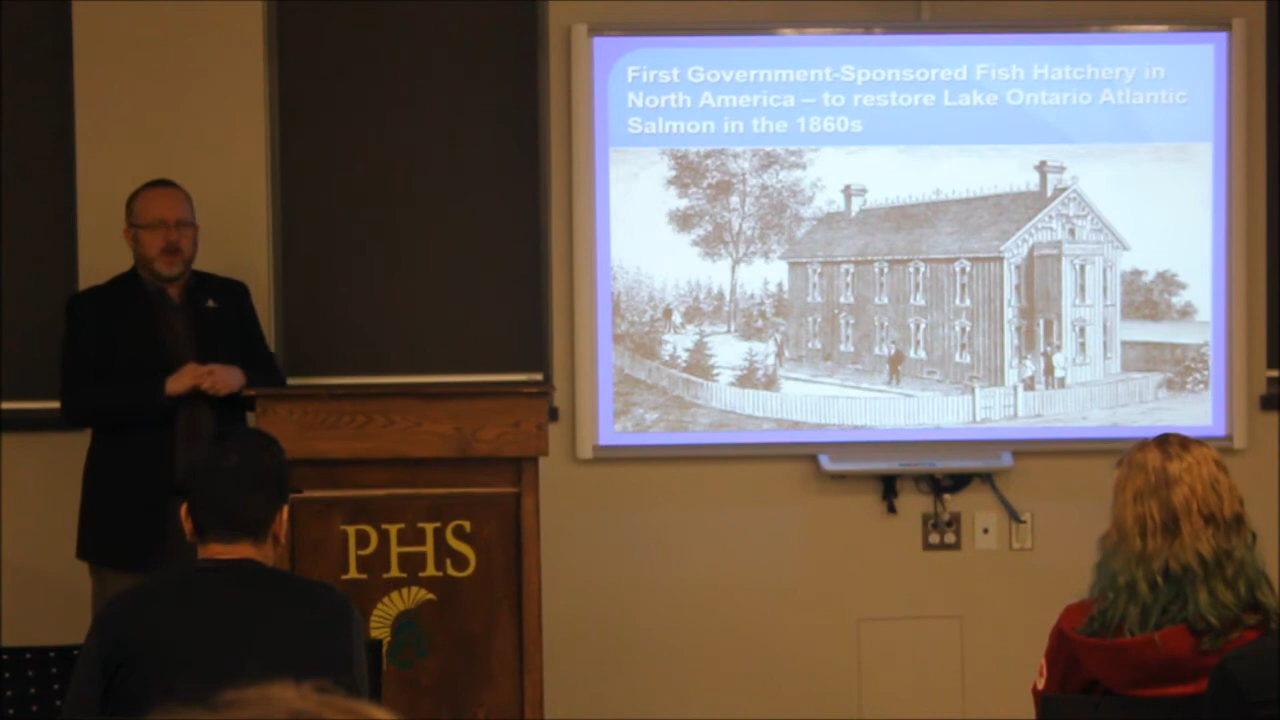 First Government-Sponsored Fish Hatchery in
North America – to restore Lake Ontario Atlantic
Salmon in the 1860s
PHS